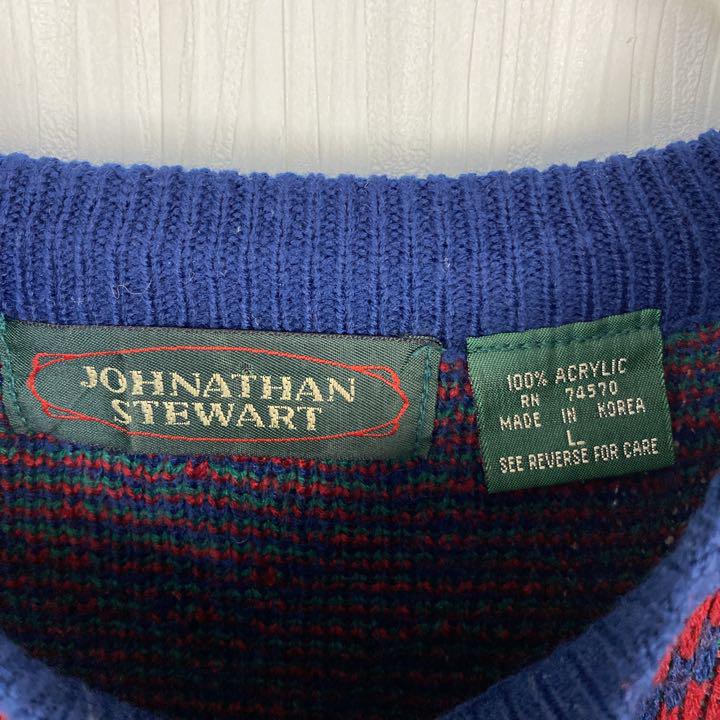 JOHNATHAN
STEWART
100% ACRYLIC
RN 74570
MADE IN KOREA
L
SEE REVERSE FOR CARE